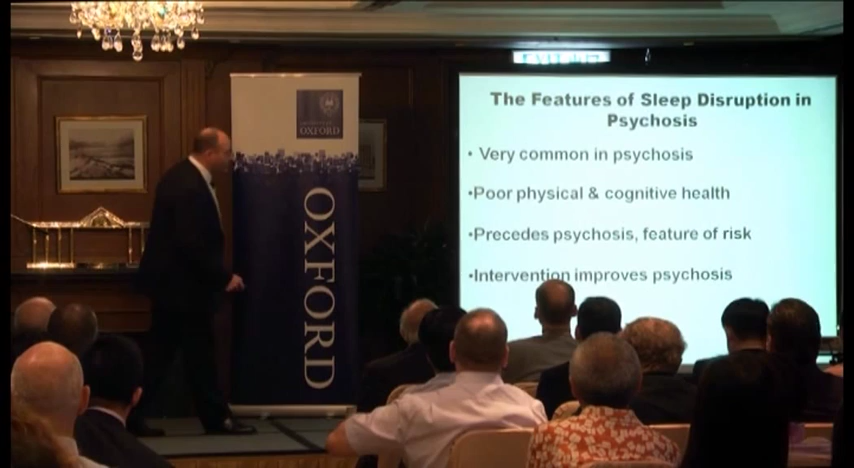 OXFORD
OXFORD
The Features of Sleep Disruption in
Psychosis
• Very common in psychosis
•Poor physical & cognitive health
•Precedes psychosis, feature of risk
•Intervention improves psychosis